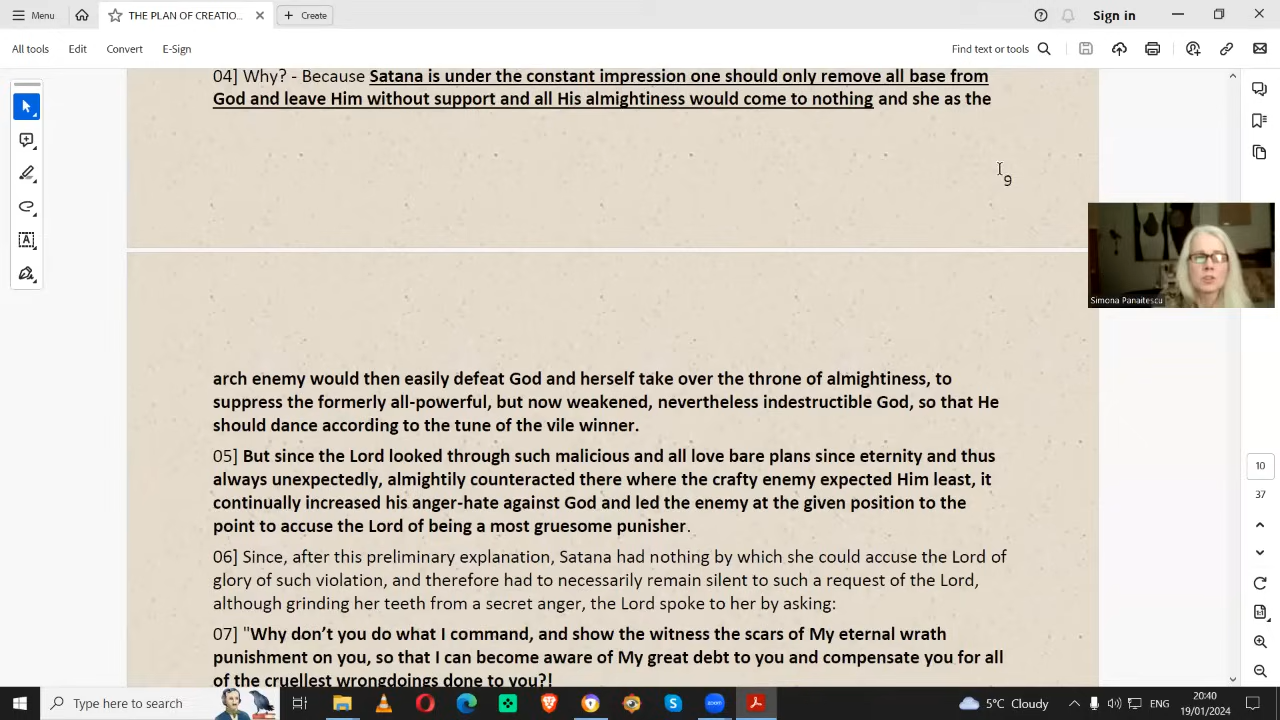 Menu
THE PLAN OF CREATIO...
Create
Sign in
All tools
Edit
Convert
E-Sign
Find text or tools
04] Why? - Because Satana is under the constant impression one should only remove all base from
God and leave Him without support and all His almightiness would come to nothing and she as the
9
Simona Panaitescu
arch enemy would then easily defeat God and herself take over the throne of almightiness, to
suppress the formerly all-powerful, but now weakened, nevertheless indestructible God, so that He
should dance according to the tune of the vile winner.
05] But since the Lord looked through such malicious and all love bare plans since eternity and thus
always unexpectedly, almightily counteracted there where the crafty enemy expected Him least, it
continually increased his anger-hate against God and led the enemy at the given position to the
point to accuse the Lord of being a most gruesome punisher.
06] Since, after this preliminary explanation, Satana had nothing by which she could accuse the Lord of
glory of such violation, and therefore had to necessarily remain silent to such a request of the Lord,
although grinding her teeth from a secret anger, the Lord spoke to her by asking:
07] "Why don't you do what I command, and show the witness the scars of My eternal wrath
punishment on you, so that I can become aware of My great debt to you and compensate you for all
of the cruellest wrongdoings done to you?!
10
37
Type here to search
zoom
5°C Cloudy
ENG
20:40
19/01/2024